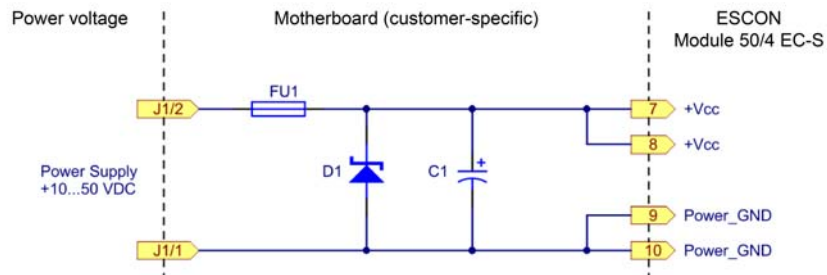 Power voltage
Motherboard (customer-specific)
ESCON
Module 50/4 EC-S
FU1
J1/2
7
+Vcc
8
+Vcc
Power Supply
+10...50 VDC
D1
C1
+
9
Power_GND
J1/1
10
Power_GND